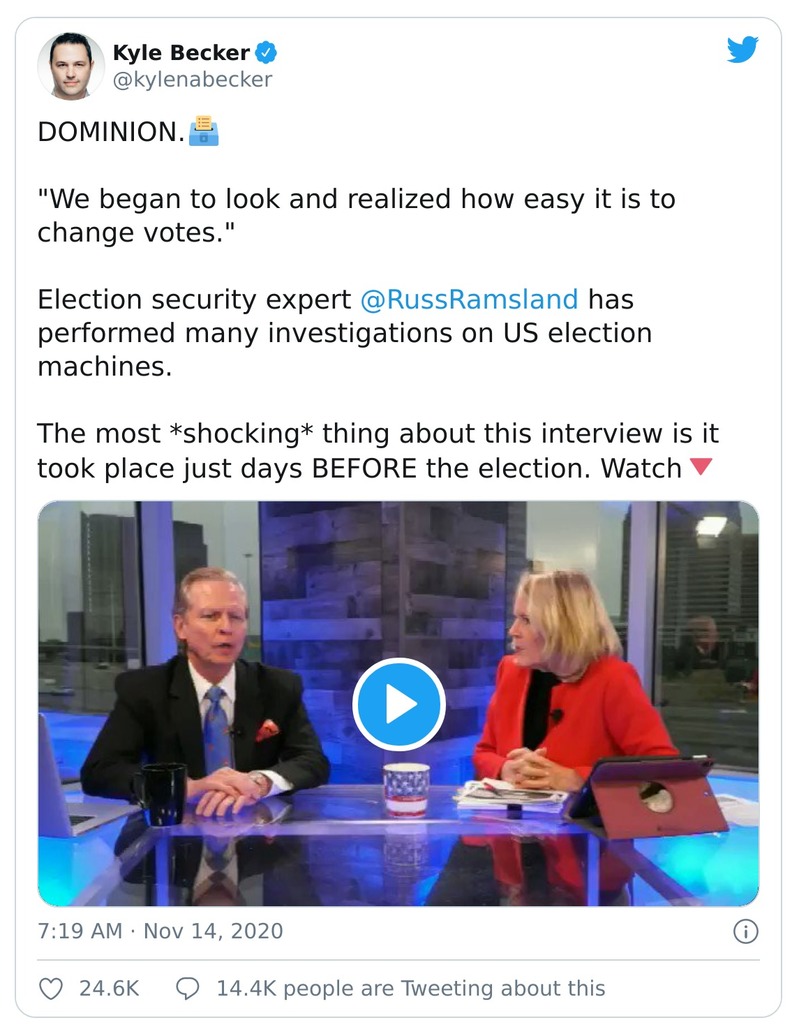 Kyle Becker
@kylenabecker
DOMINION.🗳️
"We began to look and realized how easy it is to
change votes."
Election security expert @RussRamsland has
performed many investigations on US election
machines.
The most *shocking* thing about this interview is it
took place just days BEFORE the election. Watch🔻
7:19 AM · Nov 14, 2020
24.6K 14.4K people are Tweeting about this